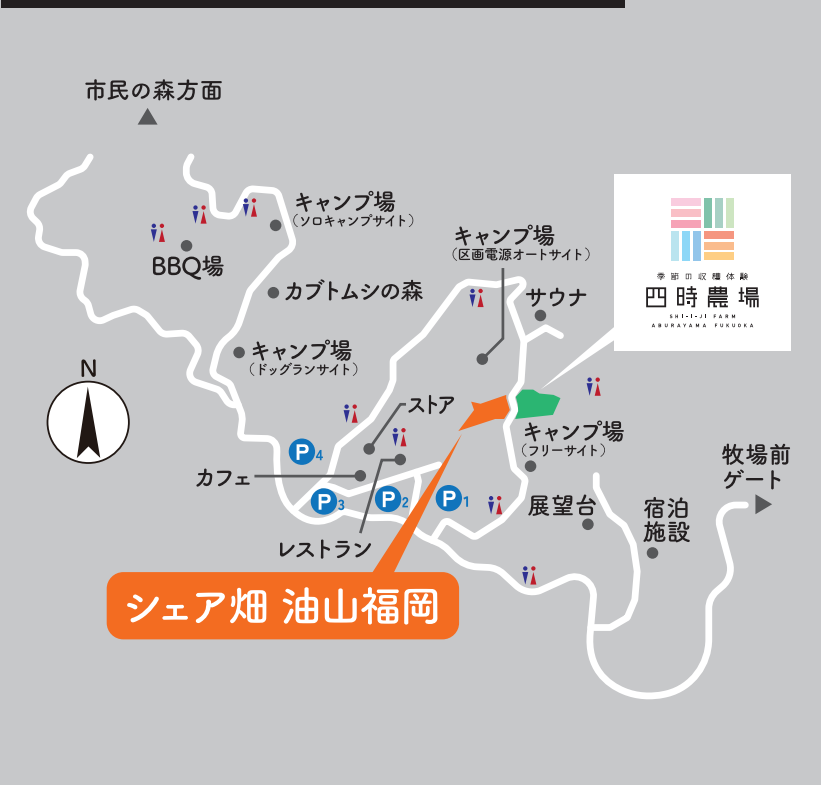 市民の森方面
キャンプ場
(ソロキャンプサイト)
BBQ場
カブトムシの森
キャンプ場
(区画電源オートサイト)
サウナ
季節の収穫体験
四時農場
SHI-I-JI FARM
ABURAYAMA FUKUOKA
キャンプ場
(ドッグランサイト)
N
ストア
キャンプ場
(フリーサイト)
P4
カフェ
P3
P2
P1
レストラン
展望台
宿泊
施設
牧場前
ゲート
シェア畑 油山福岡